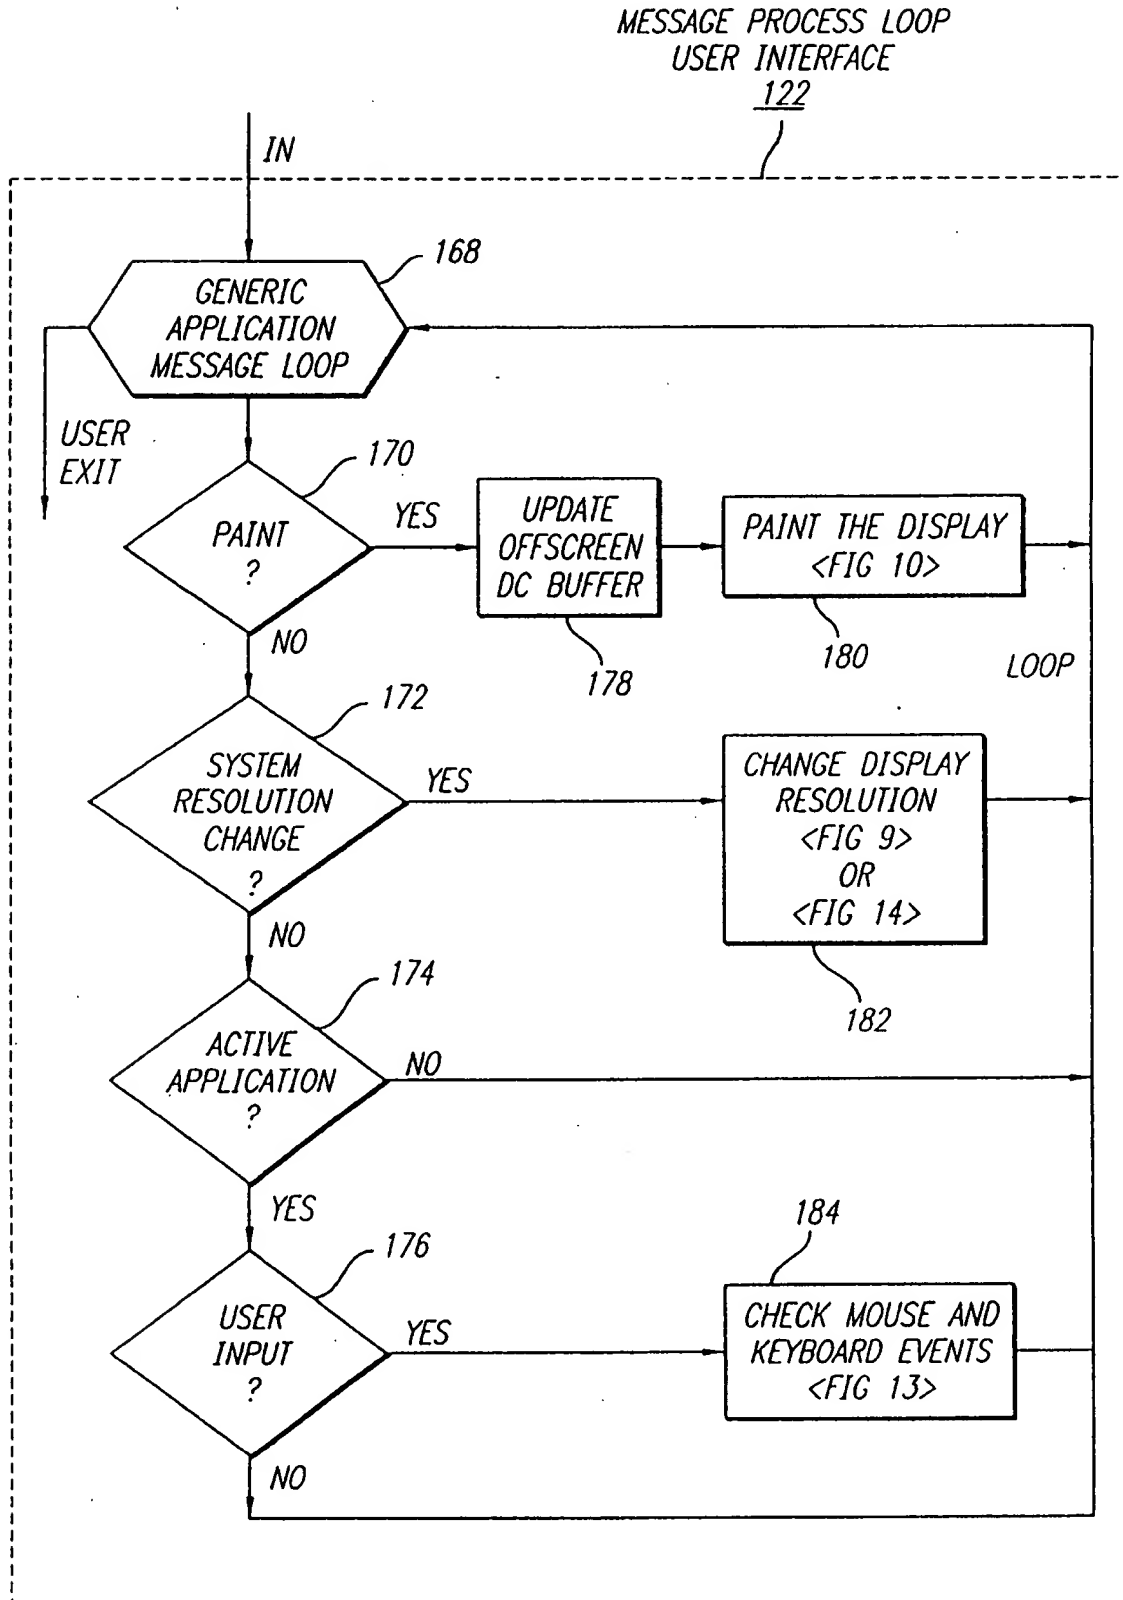 MESSAGE PROCESS LOOP
USER INTERFACE
122
IN
168
GENERIC
APPLICATION
MESSAGE LOOP
USER
EXIT
170
PAINT
?
YES
UPDATE
OFFSCREEN
DC BUFFER
178
PAINT THE DISPLAY
<FIG 10>
180
NO
LOOP
172
SYSTEM
RESOLUTION
CHANGE
?
YES
CHANGE DISPLAY
RESOLUTION
<FIG 9>
OR
<FIG 14>
182
NO
174
ACTIVE
APPLICATION
?
NO
YES
176
USER
INPUT
?
YES
184
CHECK MOUSE AND
KEYBOARD EVENTS
<FIG 13>
NO